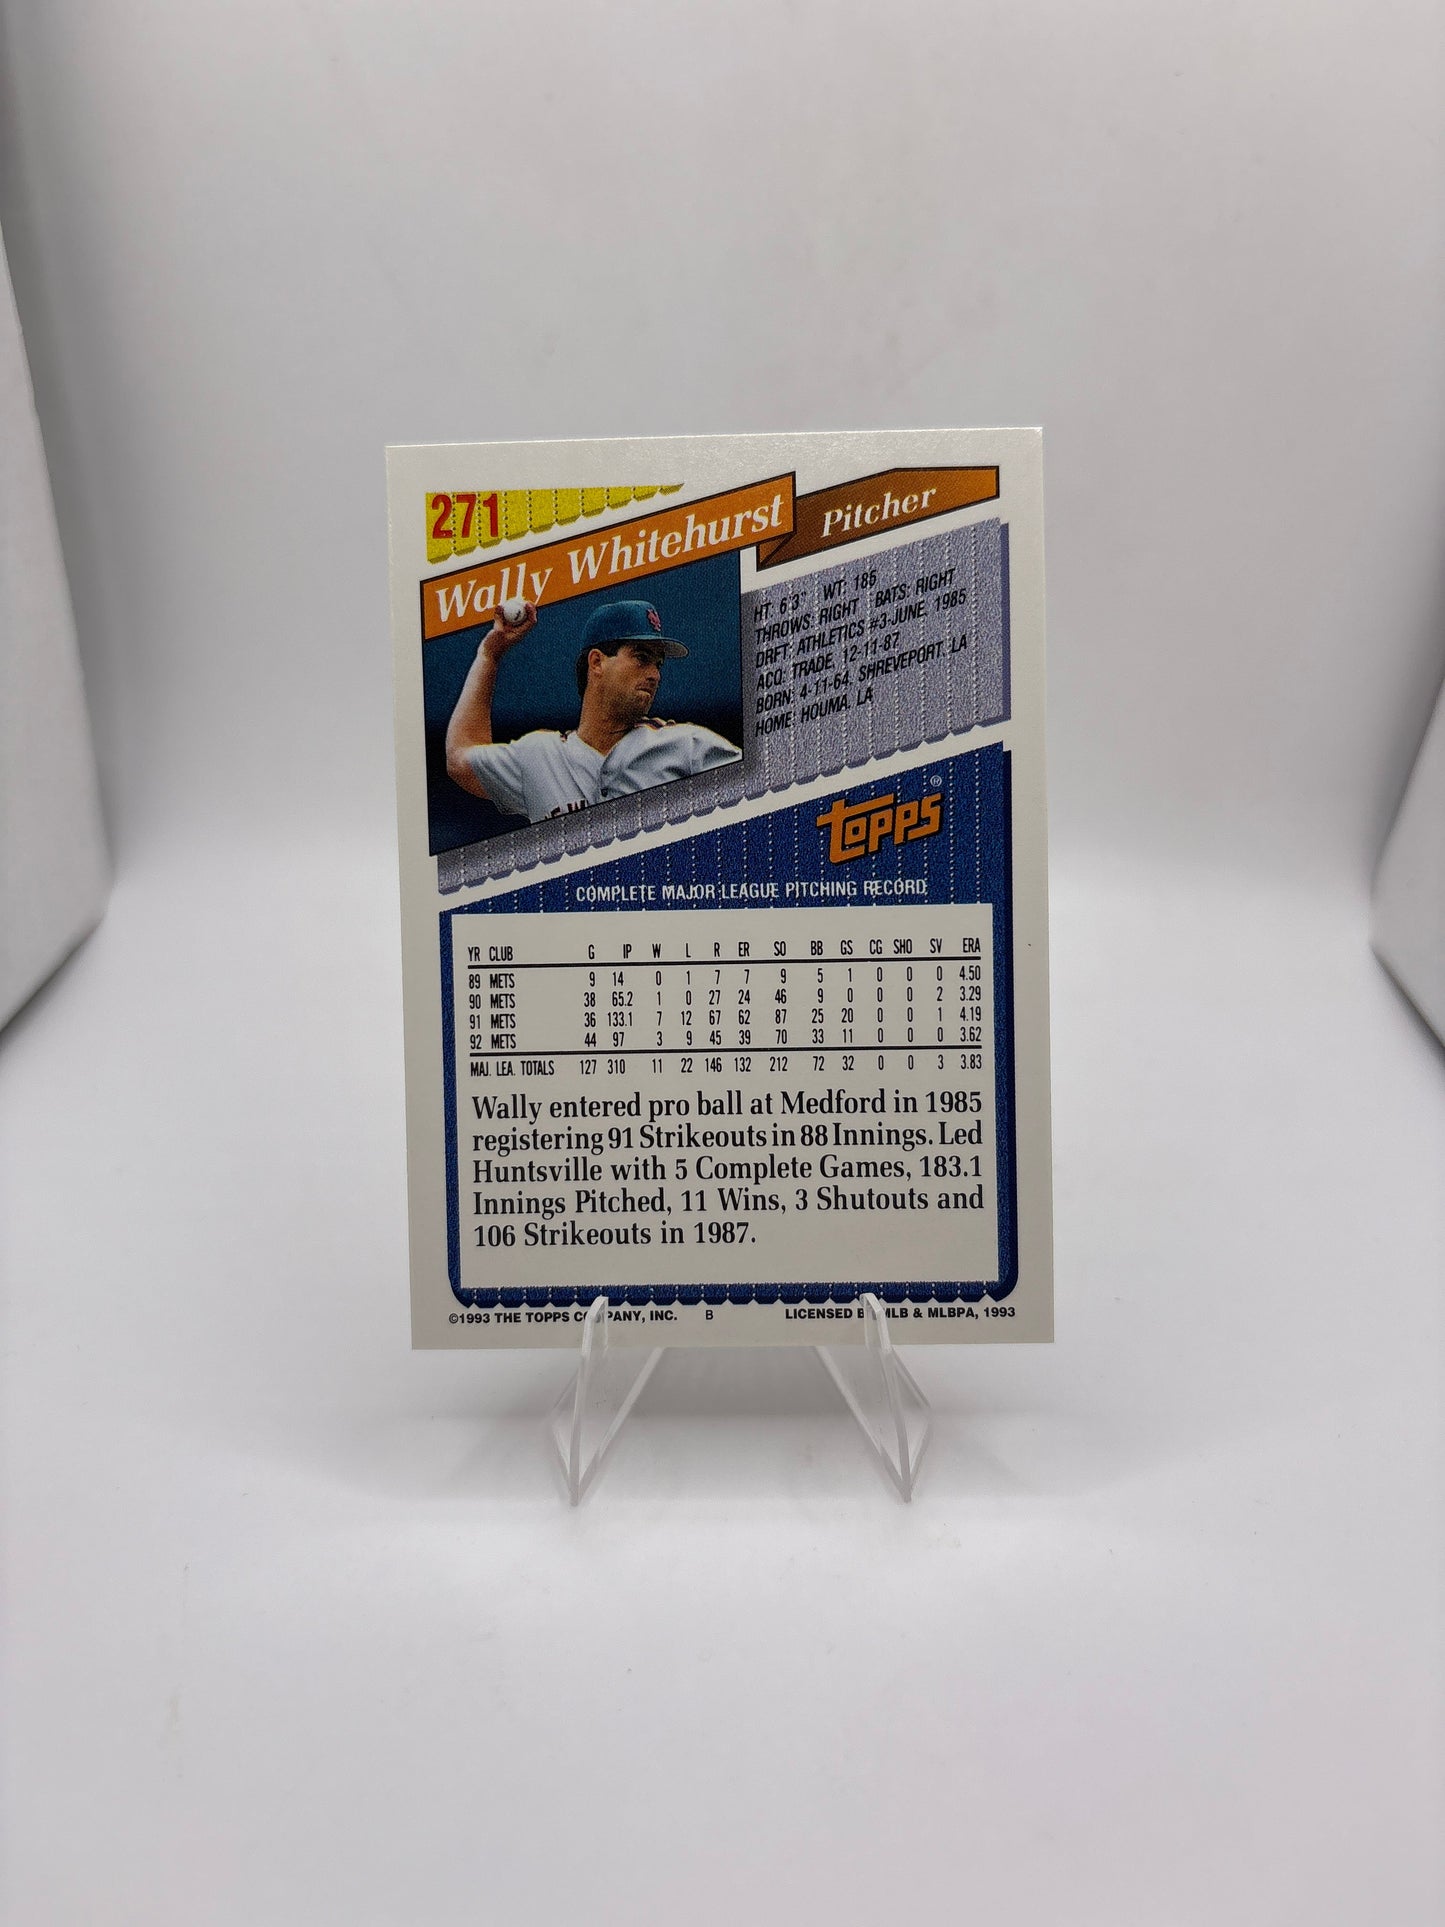 271
Wally Whitehurst
Pitcher
HT: 6'3" WT: 185
THROWS: RIGHT BATS: RIGHT
DRFT: ATHLETICS #3-JUNE, 1985
ACQ: TRADE, 12-11-87
BORN: 4-11-64, SHREVEPORT, LA
HOME: HOUMA, LA
TOPPS®
COMPLETE MAJOR LEAGUE PITCHING RECORD
YR CLUB G IP W L R ER SO BB GS CG SHO SV ERA
89 METS 9 14 0 1 7 7 9 5 1 0 0 0 4.50
90 METS 38 65.2 1 0 27 24 46 9 0 0 0 2 3.29
91 METS 36 133.1 7 12 67 62 87 25 20 0 0 1 4.19
92 METS 44 97 3 9 45 39 70 33 11 0 0 0 3.62
MAJ. LEA. TOTALS 127 310 11 22 146 132 212 72 32 0 0 3 3.83
Wally entered pro ball at Medford in 1985
registering 91 Strikeouts in 88 Innings. Led
Huntsville with 5 Complete Games, 183.1
Innings Pitched, 11 Wins, 3 Shutouts and
106 Strikeouts in 1987.
©1993 THE TOPPS COMPANY, INC. B LICENSED BY MLB & MLBPA, 1993